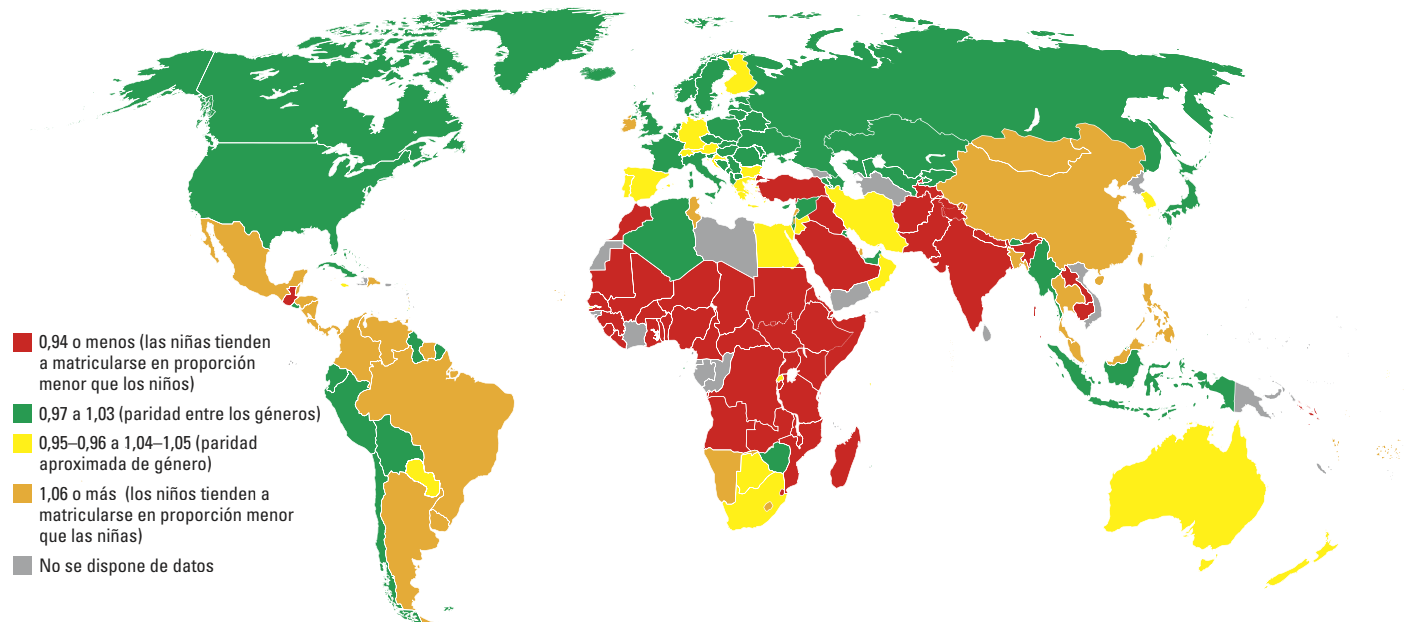 0,94 o menos (las niñas tienden
a matricularse en proporción
menor que los niños)
0,97 a 1,03 (paridad entre los géneros)
0,95–0,96 a 1,04–1,05 (paridad
aproximada de género)
1,06 o más (los niños tienden a
matricularse en proporción menor
que las niñas)
No se dispone de datos